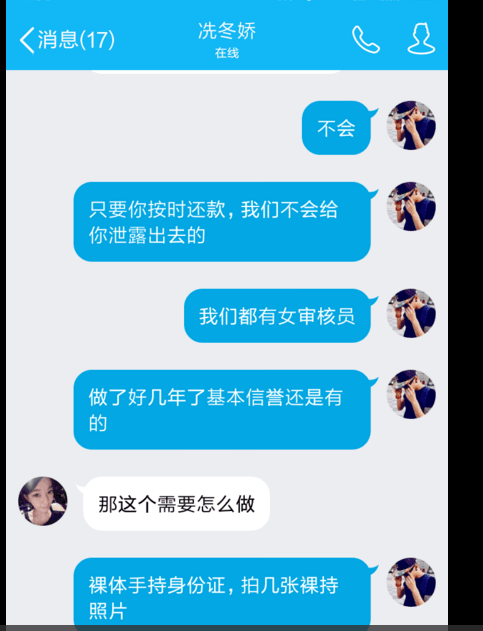 消息(17)
冼冬娇
在线
不会
只要你按时还款，我们不会给
你泄露出去的
我们都有女审核员
做了好几年了基本信誉还是有
的
那这个需要怎么做
裸体手持身份证，拍几张裸持
照片